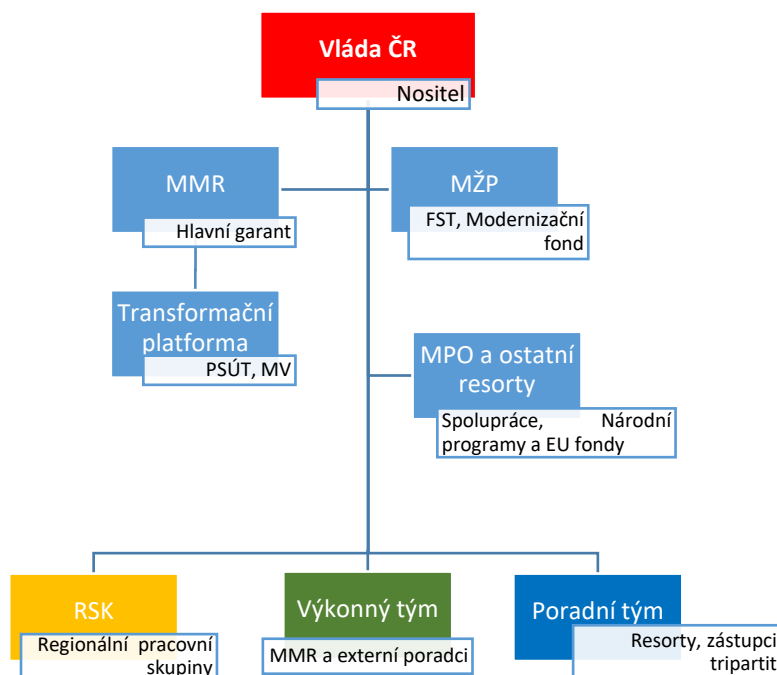 Vláda ČR
Nositel
MMR
Hlavní garant
MŽP
FST, Modernizační
fond
Transformační
platforma
PSÚT, MV
MPO a ostatní
resorty
Spolupráce, Národní
programy a EU fondy
RSK
Regionální pracovní
skupiny
Výkonný tým
MMR a externí poradci
Poradní tým
Resorty, zástupci
tripartit